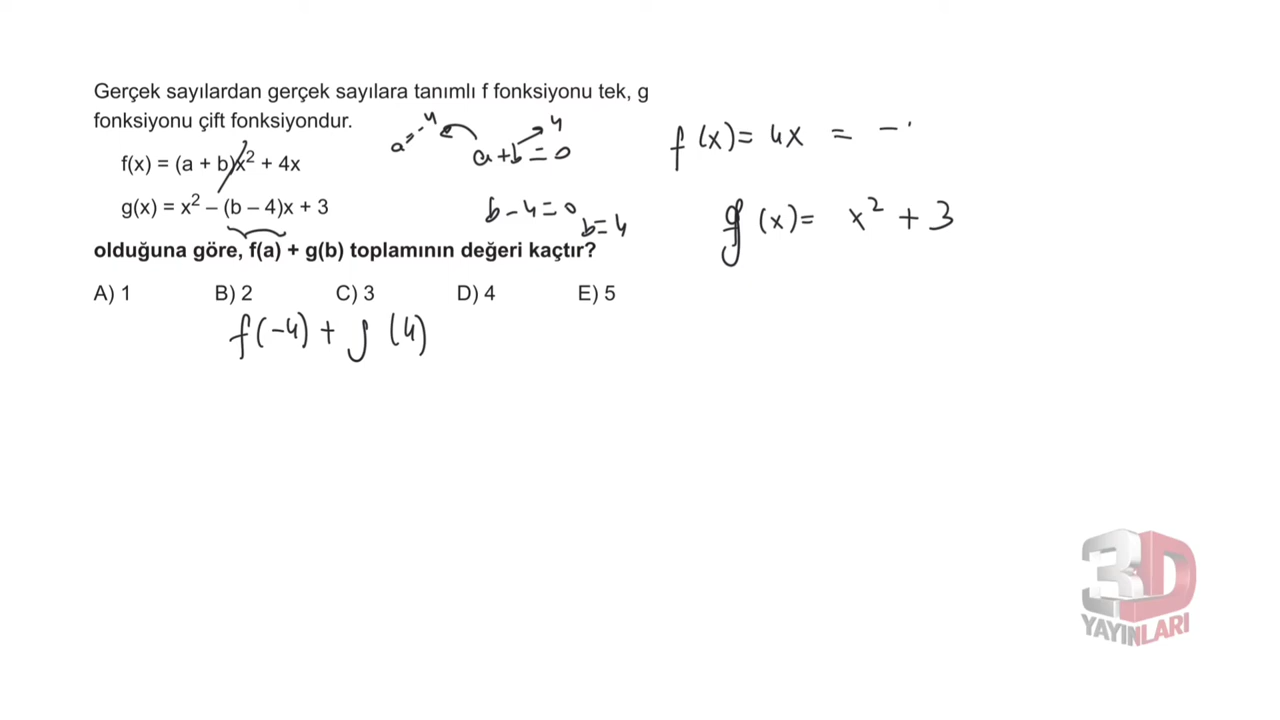 Gerçek sayılardan gerçek sayılara tanımlı f fonksiyonu tek, g
fonksiyonu çift fonksiyondur.
a=-4
a+b=0
4
f(x)=4x = -
f(x) = (a + b)x² + 4x
g(x) = x² – (b – 4)x + 3
b-4=0
b=4
g(x)= x²+3
olduğuna göre, f(a) + g(b) toplamının değeri kaçtır?
A) 1 B) 2 C) 3 D) 4 E) 5
f(-4)+g(4)
3D
YAYINLARI